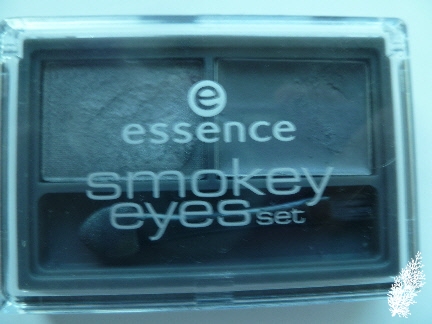 e
essence
smokey
eyes set